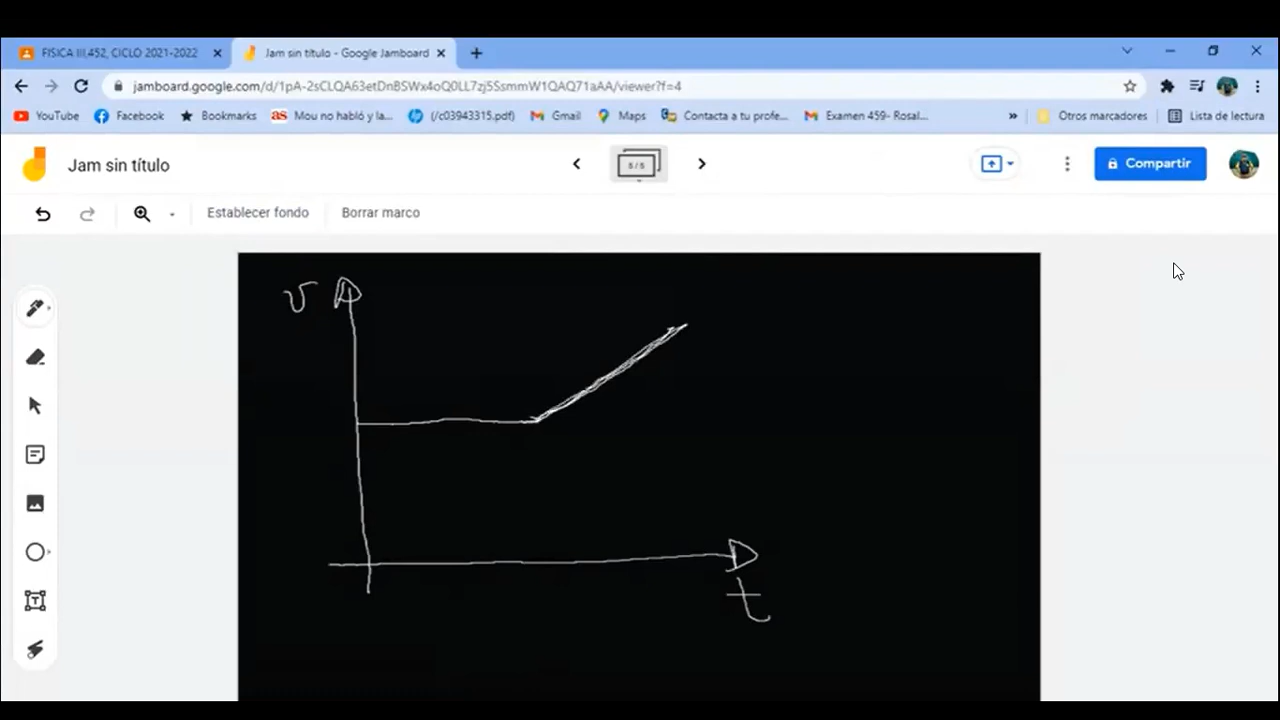 FISICA III,452, CICLO 2021-2022
Jam sin título - Google Jamboard
jamboard.google.com/d/1pA-2sCLQA63etDnBSWx4oQ0LL7zj5SsmmW1QAQ71aAA/viewer?f=4
YouTube Facebook Bookmarks as Mou no habló y la... (/c03943315.pdf) Gmail Maps Contacta a tu profe... Examen 459- Rosal... » Otros marcadores Lista de lectura
Jam sin título
5 / 5
Compartir
Establecer fondo Borrar marco
v
t